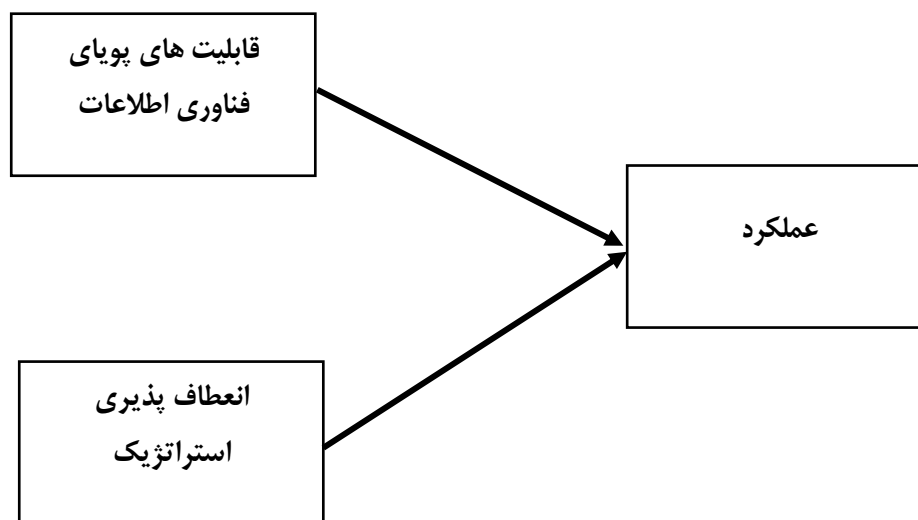 قابلیت های پویای
فناوری اطلاعات
عملکرد
انعطاف پذیری
استراتژیک